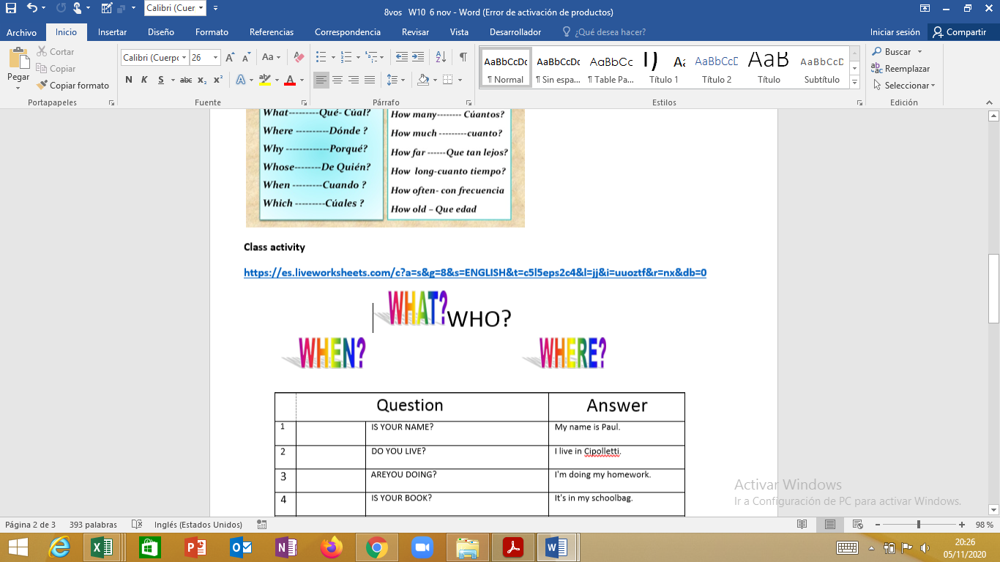 Calibri (Cuer
8vos W10 6 nov - Word (Error de activación de productos)
Archivo Inicio Insertar Diseño Formato Referencias Correspondencia Revisar Vista Desarrollador ¿Qué desea hacer? Iniciar sesión Compartir
Pegar
Cortar
Copiar
Copiar formato
Portapapeles
Calibri (Cuerpo 26
N K S abc x₂ x²
Fuente
Párrafo
AaBbCcDc AaBbCcDc AaBbCc I) Aa AaBbCcD AaB AaBbCcD
¶ Normal ¶ Sin espa... ¶ Table Pa... Título 1 Título 2 Título Subtítulo
Estilos
Buscar
Reemplazar
Seleccionar
Edición
What---------Qué- Cúal?
Where ----------Dónde ?
Why -------------Porqué?
Whose--------De Quién?
When ---------Cuando ?
Which ---------Cúales ?
How many-------- Cúantos?
How much ---------cuanto?
How far ------Que tan lejos?
How long-cuanto tiempo?
How often- con frecuencia
How old – Que edad
Class activity
https://es.liveworksheets.com/c?a=s&g=8&s=ENGLISH&t=c5l5eps2c4&l=jj&i=uuoztf&r=nx&db=0
WHAT? WHO?
WHEN? WHERE?
Question Answer
1 IS YOUR NAME? My name is Paul.
2 DO YOU LIVE? I live in Cipolletti.
3 AREYOU DOING? I'm doing my homework.
4 IS YOUR BOOK? It's in my schoolbag.
Activar Windows
Ir a Configuración de PC para activar Windows.
Página 2 de 3 393 palabras Inglés (Estados Unidos) 98 %
20:26
05/11/2020